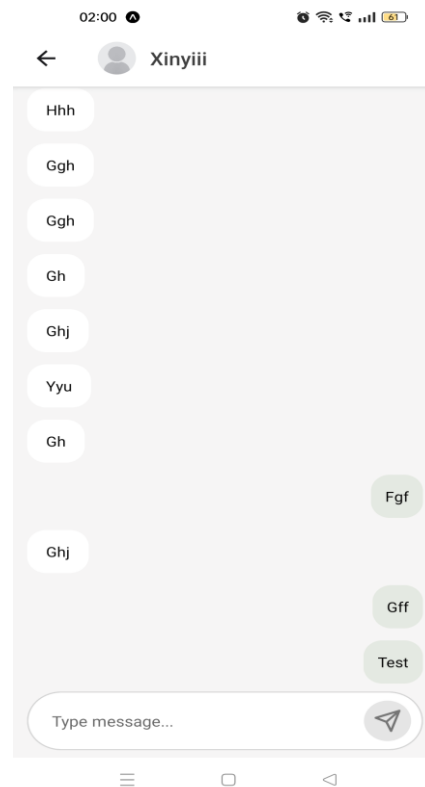 02:00
61
Xinyiii
Hhh
Ggh
Ggh
Gh
Ghj
Yyu
Gh
Fgf
Ghj
Gff
Test
Type message...